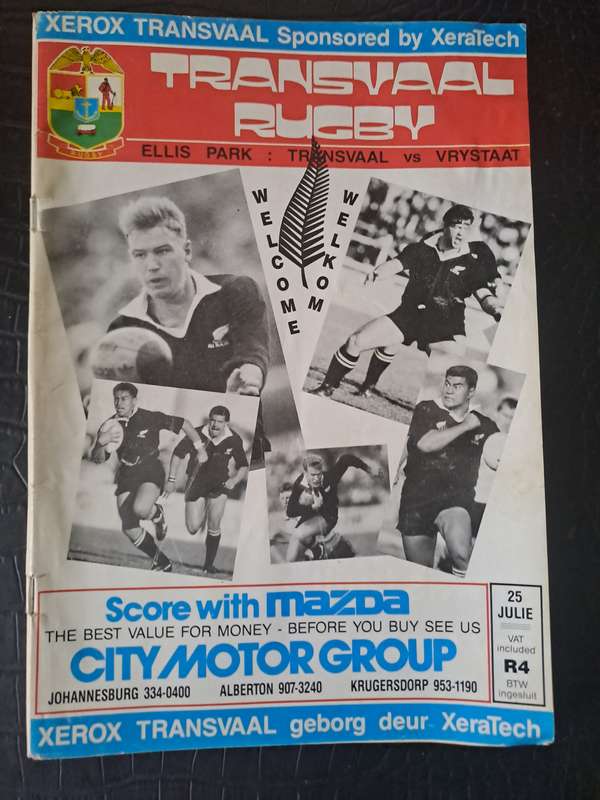 XEROX TRANSVAAL Sponsored by XeraTech
TRANSVAAL
RUGBY
RUGBY
ELLIS PARK : TRANSVAAL vs VRYSTAAT
WELCOME
WELKOM
Score with mazda
THE BEST VALUE FOR MONEY - BEFORE YOU BUY SEE US
CITY MOTOR GROUP
JOHANNESBURG 334-0400 ALBERTON 907-3240 KRUGERSDORP 953-1190
25
JULIE
VAT
included
R4
BTW
ingesluit
XEROX TRANSVAAL geborg deur XeraTech